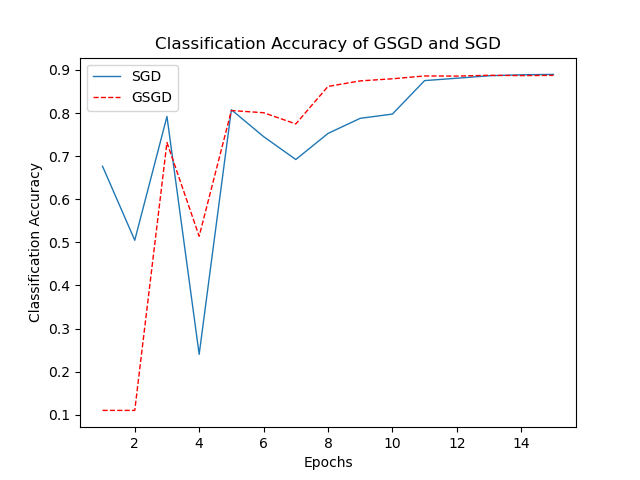 Classification Accuracy of GSGD and SGD
SGD
GSGD
Classification Accuracy
0.9
0.8
0.7
0.6
0.5
0.4
0.3
0.2
0.1
2 4 6 8 10 12 14
Epochs